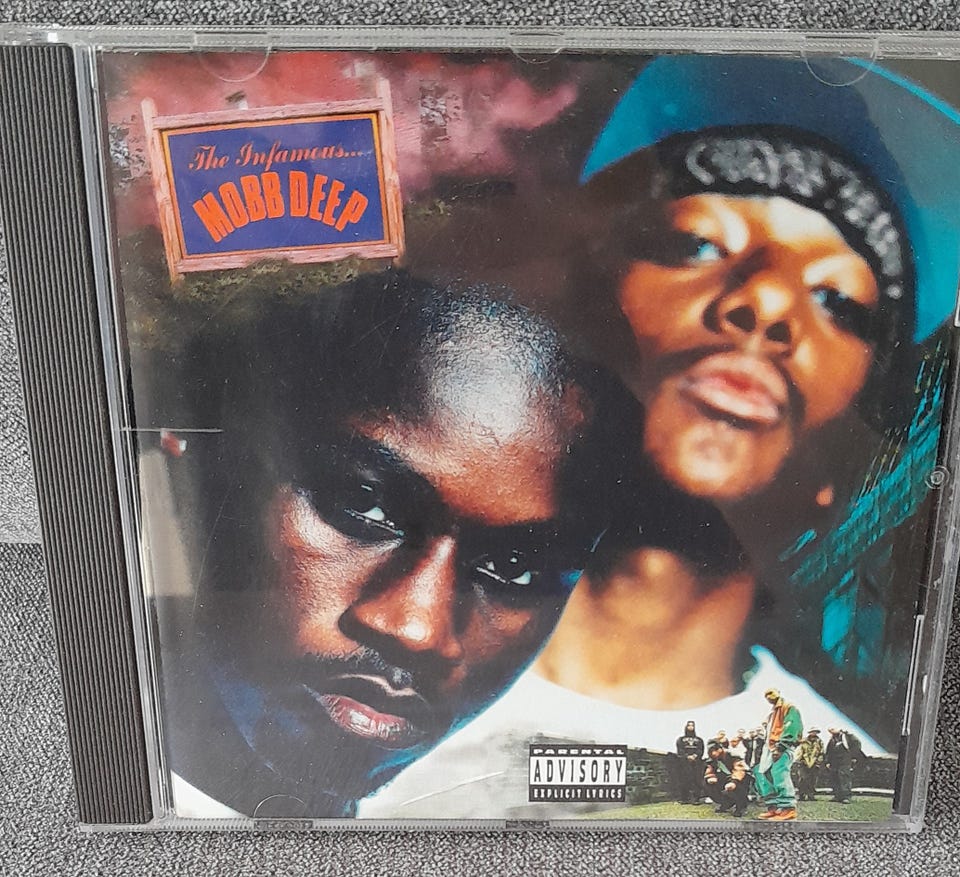 The Infamous...
MOBB DEEP
PARENTAL
ADVISORY
EXPLICIT LYRICS